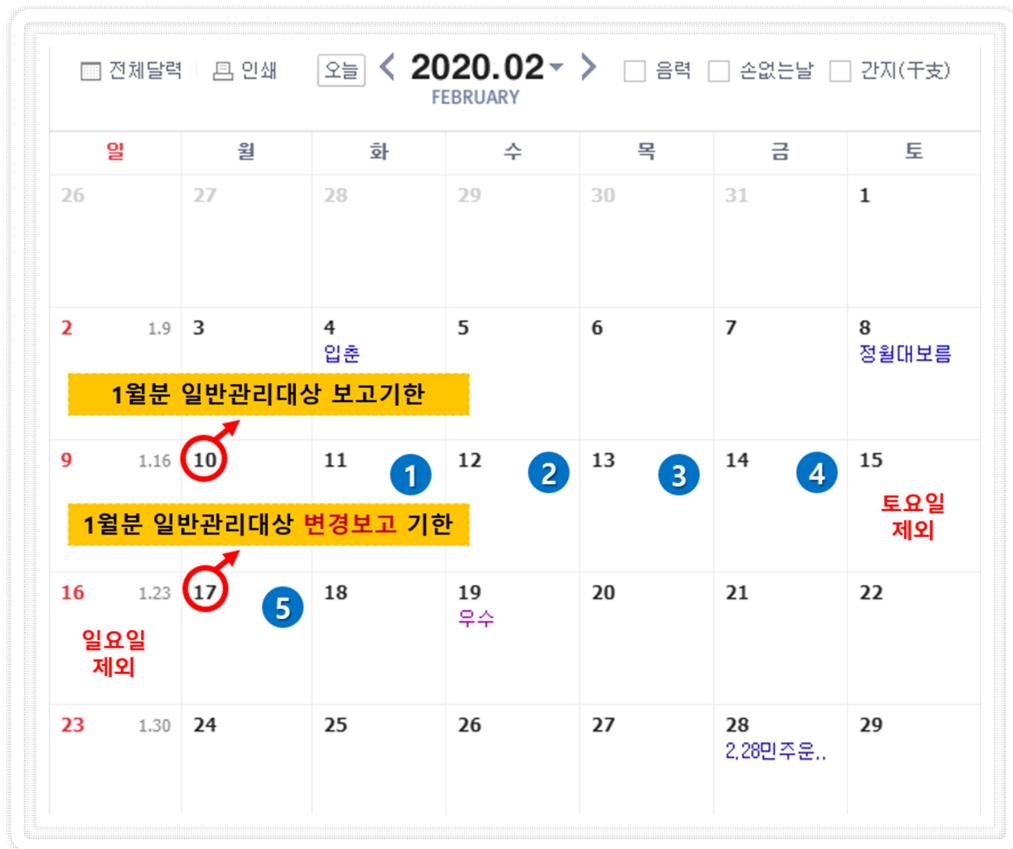 전체달력 인쇄 오늘 2020.02 음력 손없는날 간지(干支)
FEBRUARY
일 월 화 수 목 금 토
26 27 28 29 30 31 1
2 1.9 3 4 5 6 7 8
입춘 정월대보름
1월분 일반관리대상 보고기한
9 1.16 10 11 1 12 2 13 3 14 4 15
토요일
제외
1월분 일반관리대상 변경보고 기한
16 1.23 17 5 18 19 20 21 22
우수
일요일
제외
23 1.30 24 25 26 27 28 29
2.28민주운..